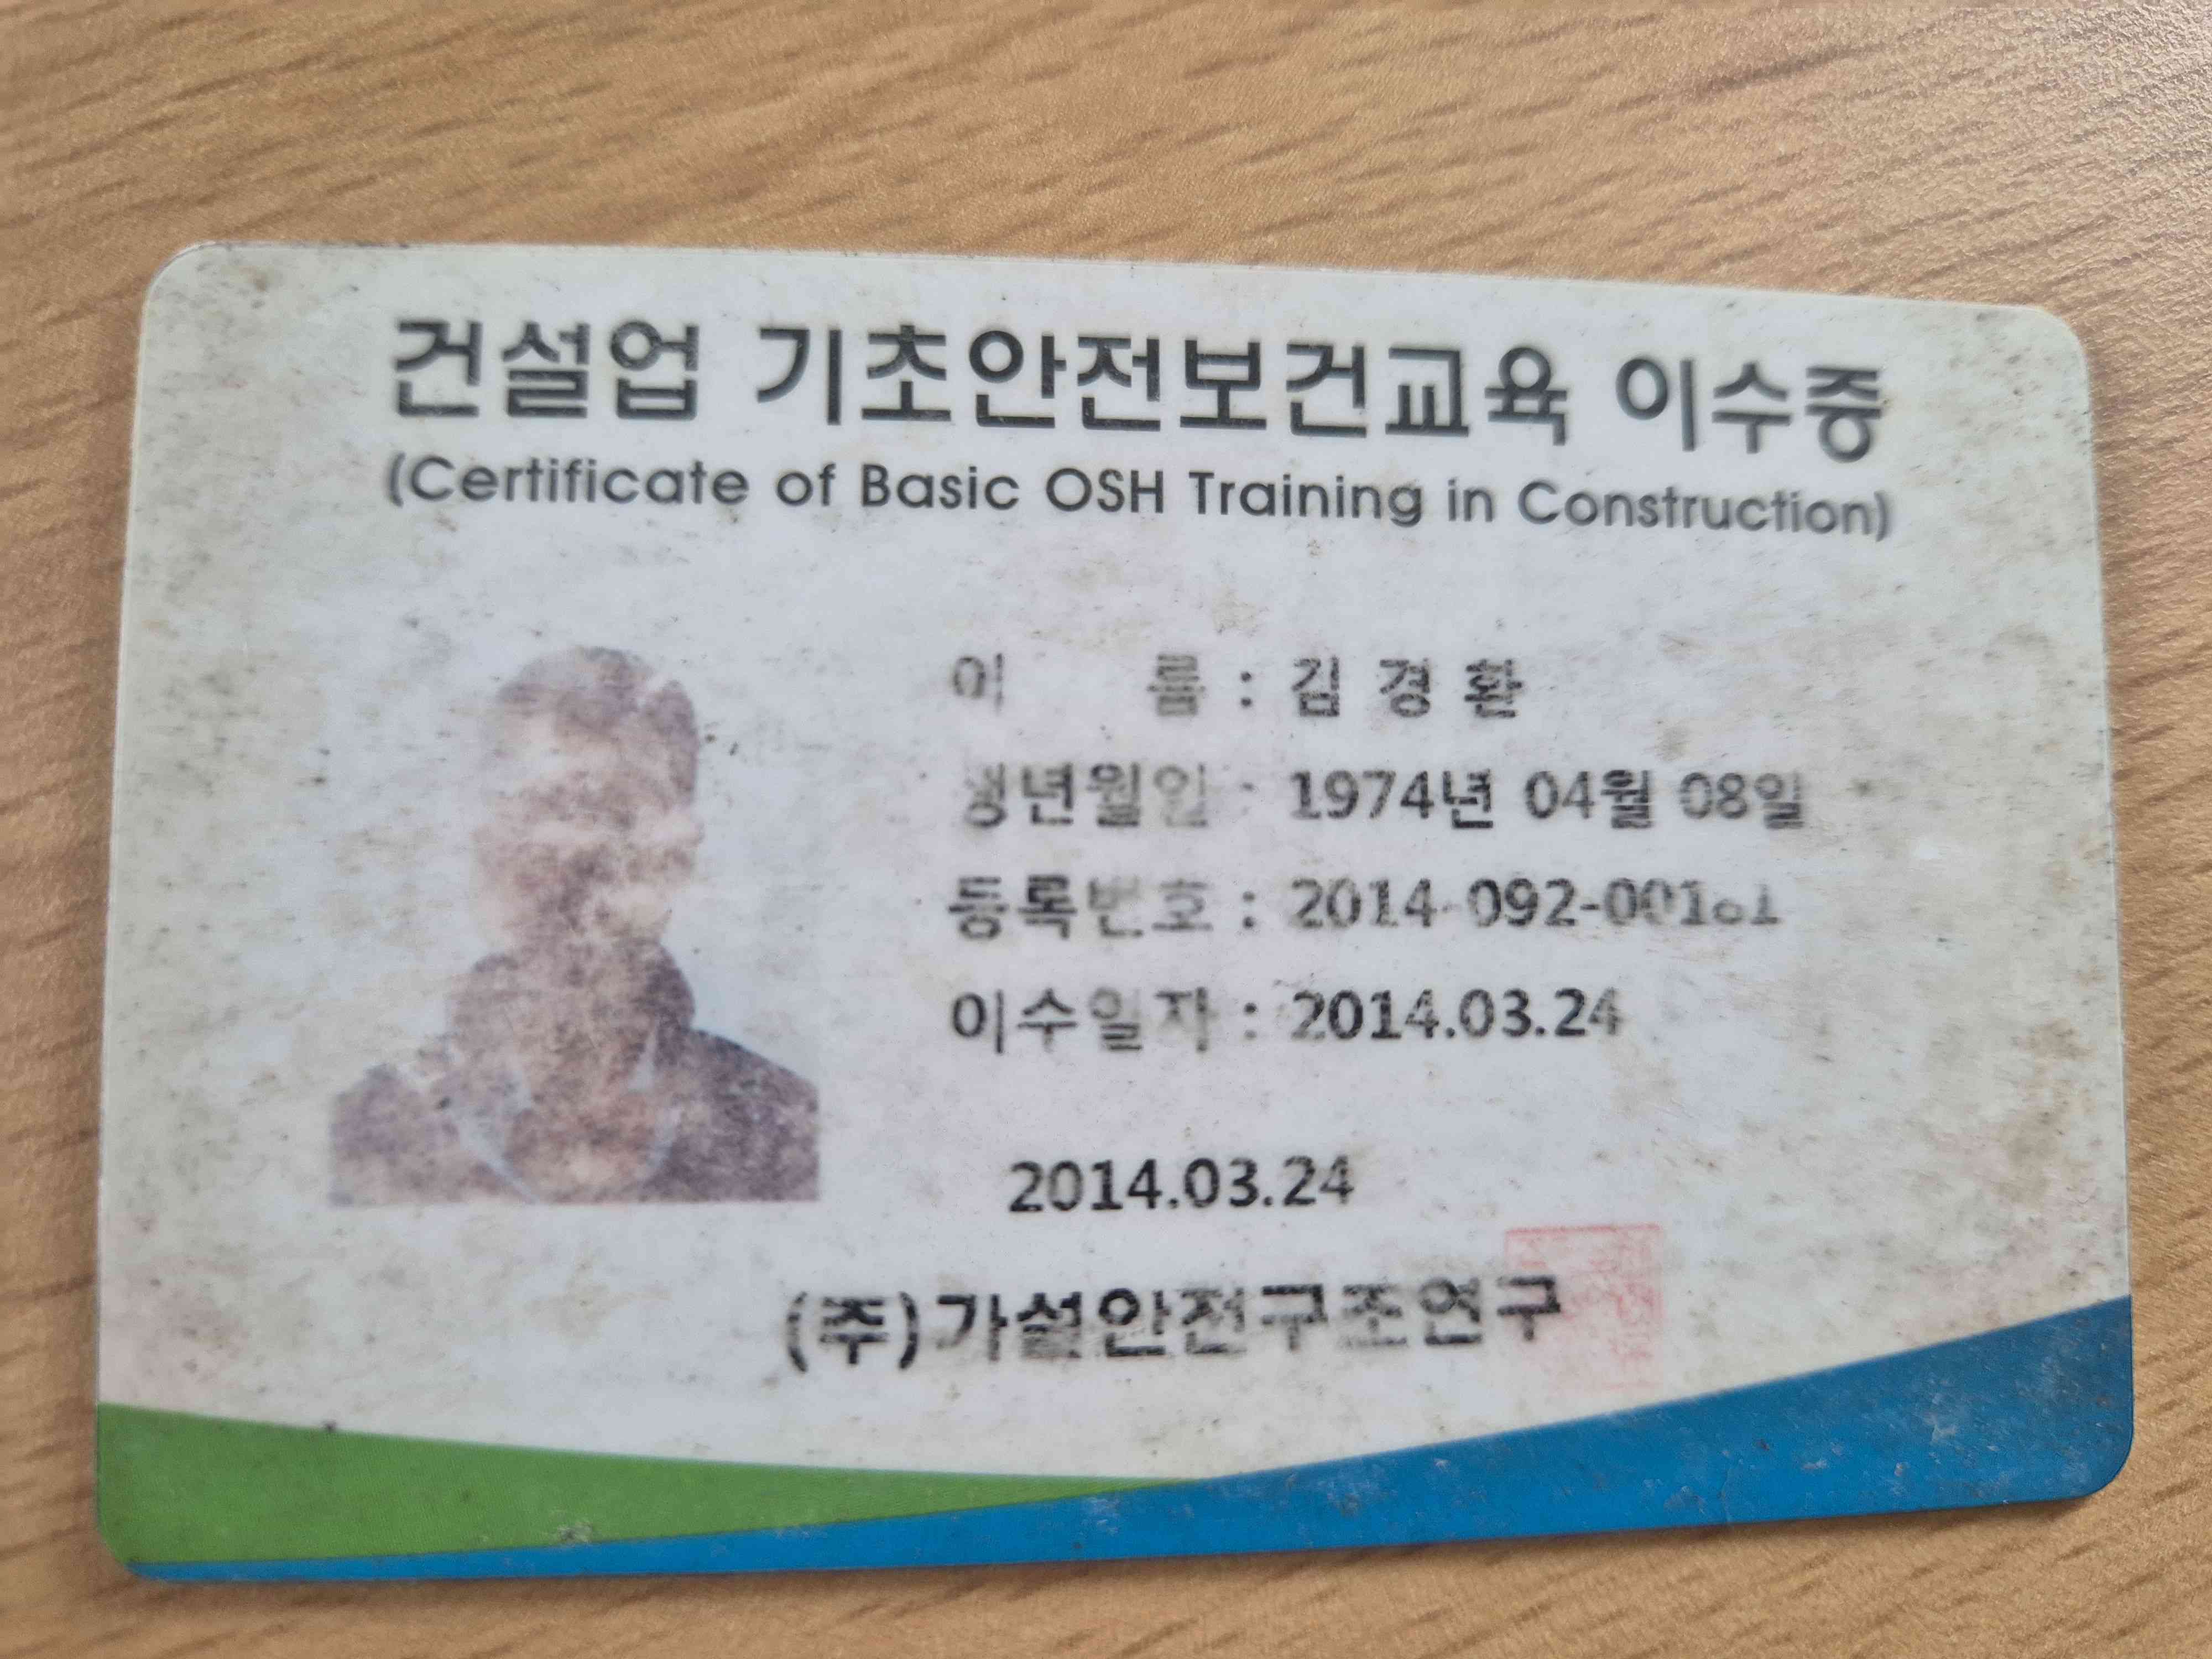 건설업 기초안전보건교육 이수증
(Certificate of Basic OSH Training in Construction)
이 름 : 김 경 환
생년월일 : 1974년 04월 08일
등록번호 :
이수일자 : 2014.03.24
2014.03.24
(주)가설안전구조연구